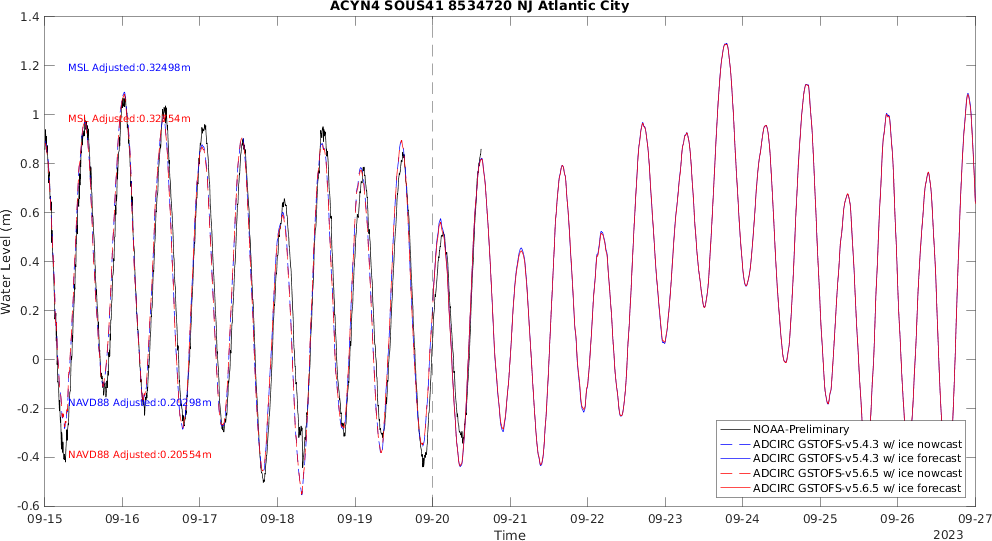 ACYN4 SOUS41 8534720 NJ Atlantic City
1.4
1.2
1
0.8
0.6
0.4
0.2
0
-0.2
-0.4
-0.6
Water Level (m)
MSL Adjusted:0.32498m
MSL Adjusted:0.32754m
NAVD88 Adjusted:0.20298m
NAVD88 Adjusted:0.20554m
NOAA-Preliminary
ADCIRC GSTOFS-v5.4.3 w/ ice nowcast
ADCIRC GSTOFS-v5.4.3 w/ ice forecast
ADCIRC GSTOFS-v5.6.5 w/ ice nowcast
ADCIRC GSTOFS-v5.6.5 w/ ice forecast
09-15 09-16 09-17 09-18 09-19 09-20 09-21 09-22 09-23 09-24 09-25 09-26 09-27
Time
2023